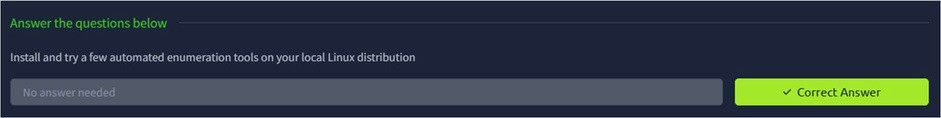 Answer the questions below
Install and try a few automated enumeration tools on your local Linux distribution
No answer needed
✓ Correct Answer